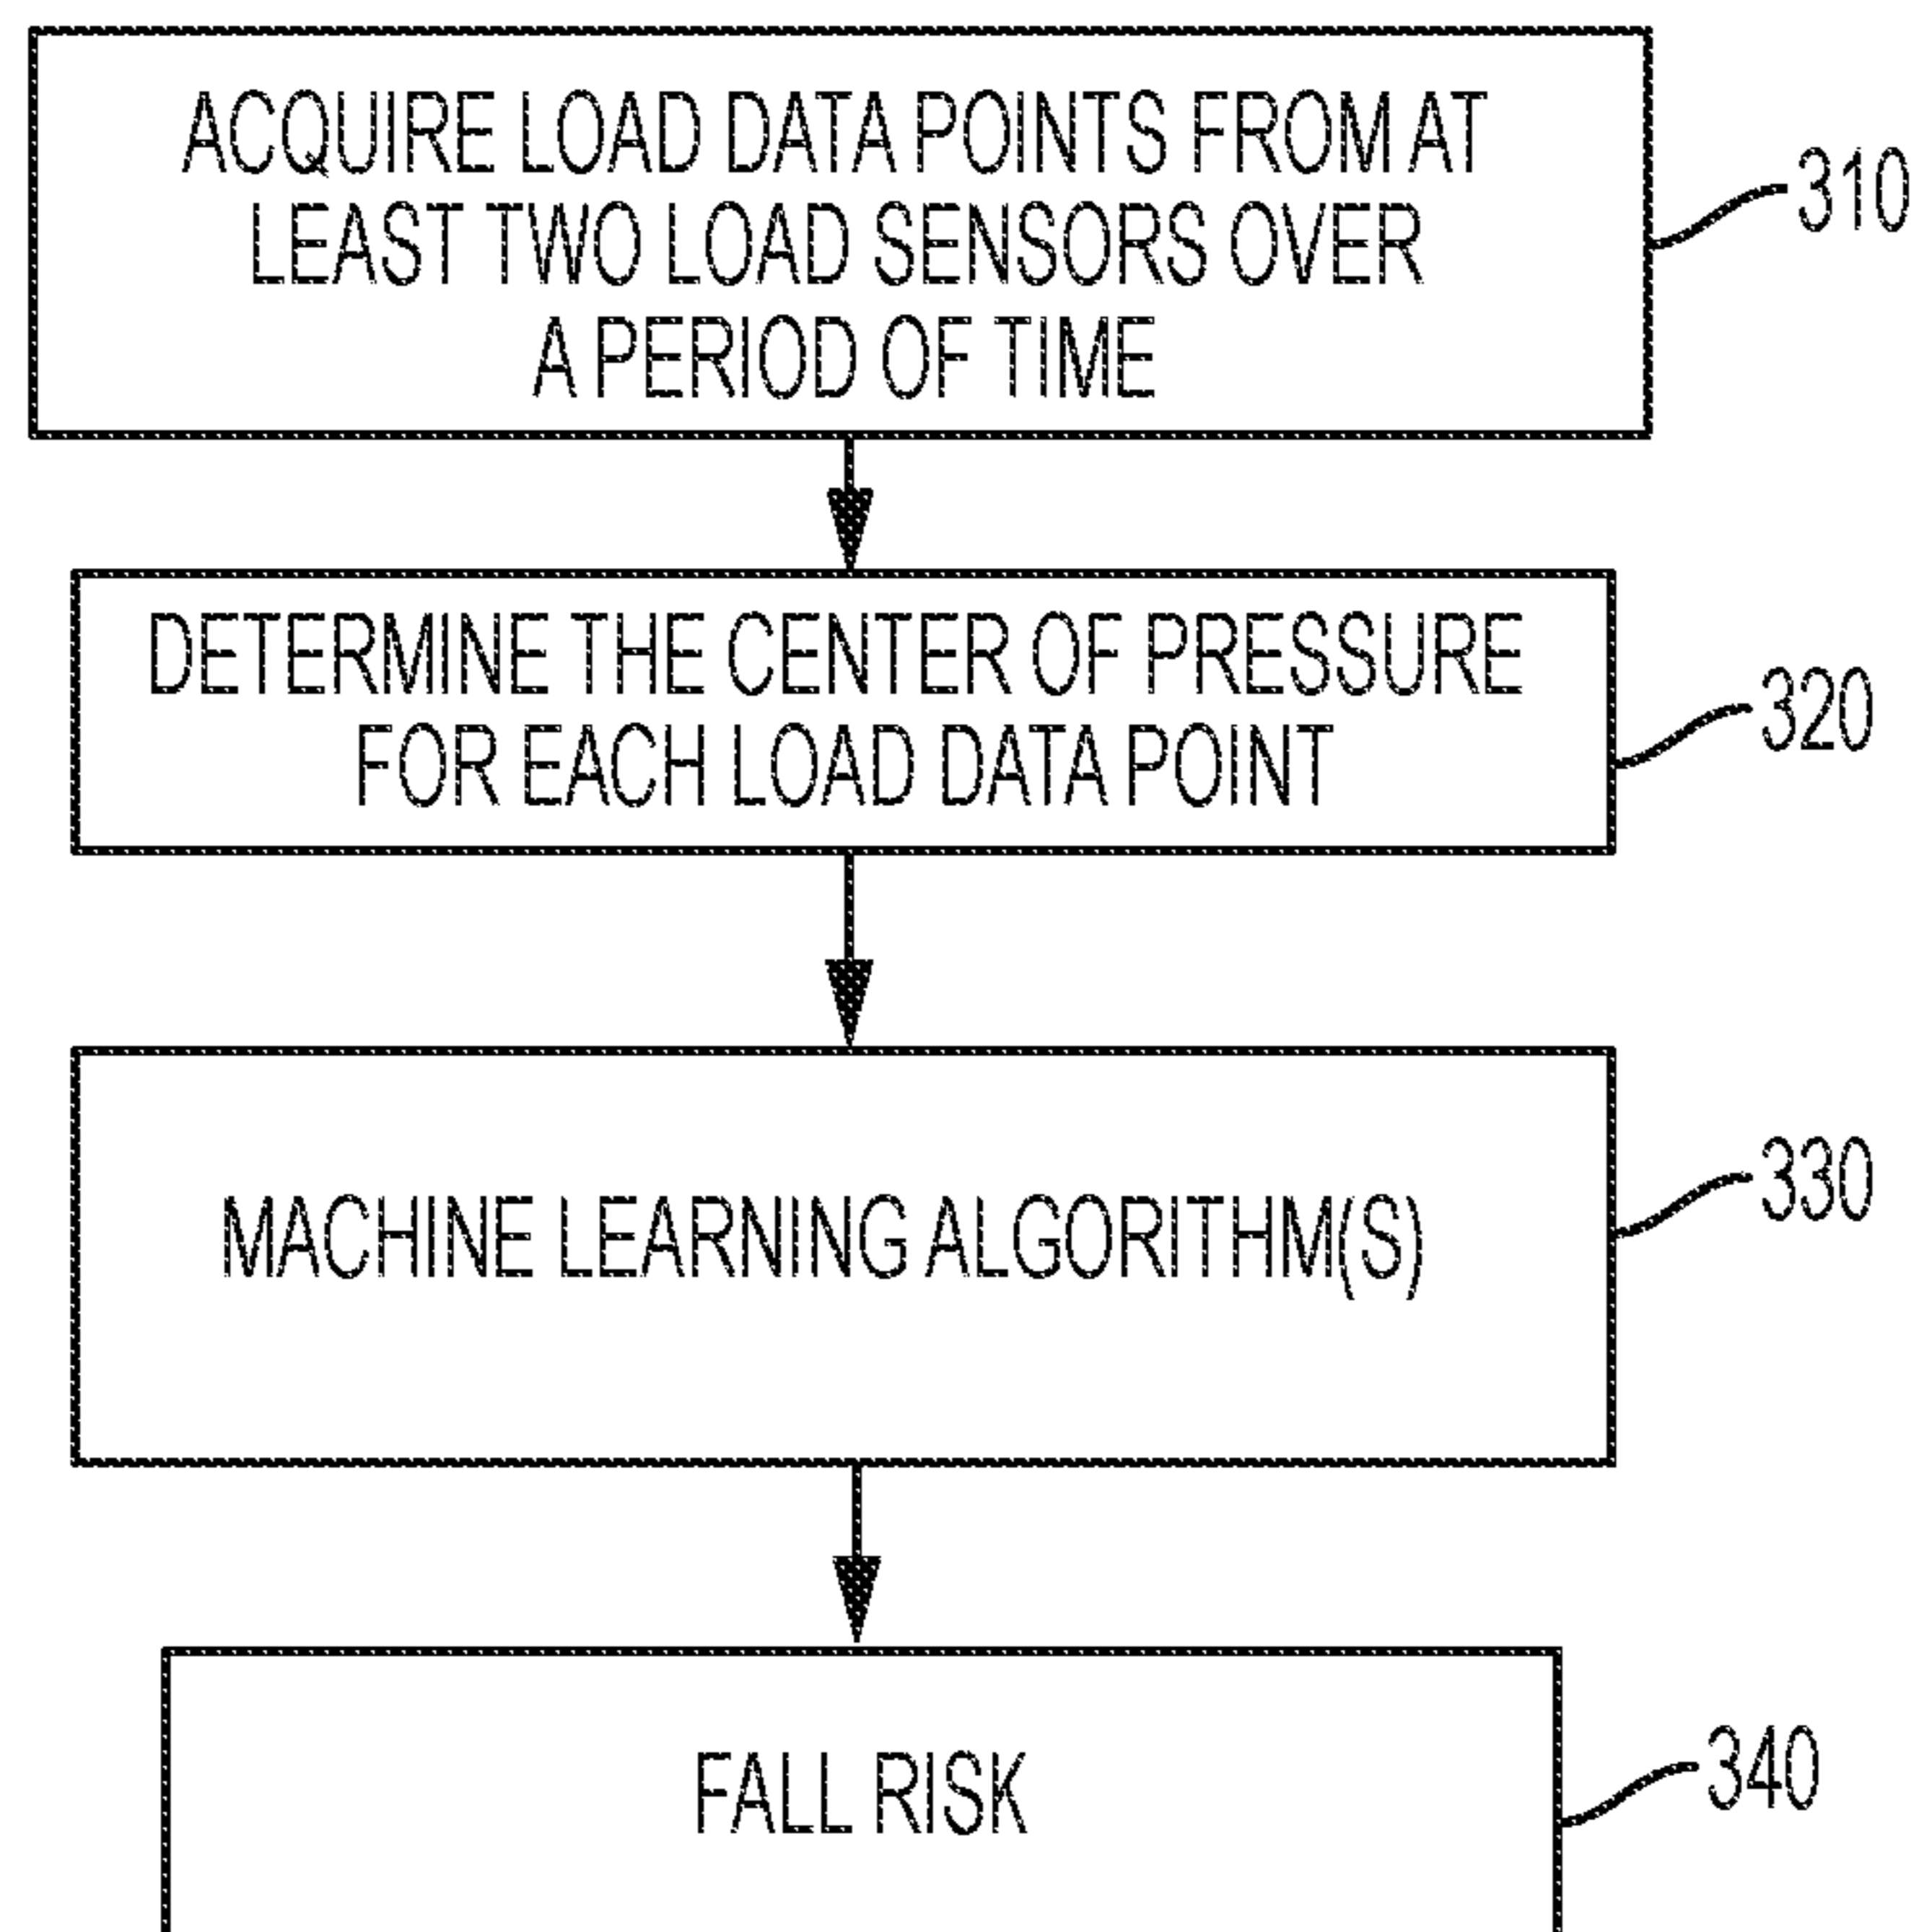 ACQUIRE LOAD DATA POINTS FROM AT
LEAST TWO LOAD SENSORS OVER
A PERIOD OF TIME
310
DETERMINE THE CENTER OF PRESSURE
FOR EACH LOAD DATA POINT
320
MACHINE LEARNING ALGORITHM(S)
330
FALL RISK
340